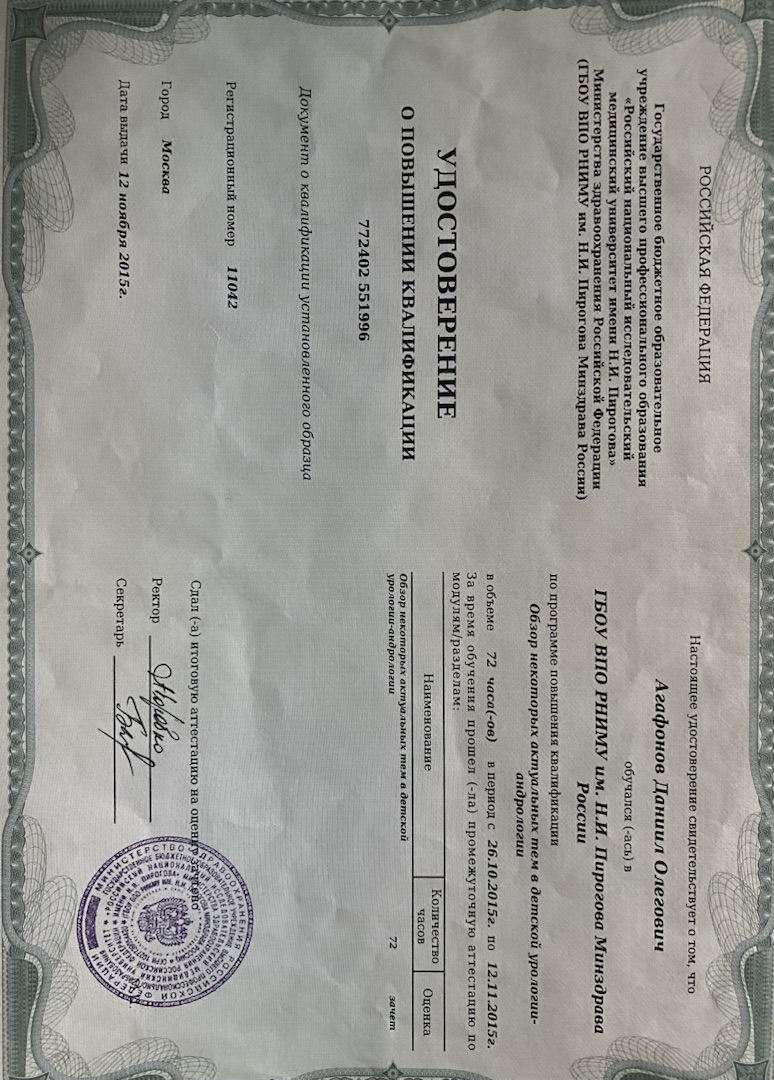 РОССИЙСКАЯ ФЕДЕРАЦИЯ
Государственное бюджетное образовательное
учреждение высшего профессионального образования
«Российский национальный исследовательский
медицинский университет имени Н.И. Пирогова»
Министерства здравоохранения Российской Федерации
(ГБОУ ВПО РНИМУ им. Н.И. Пирогова Минздрава России)
УДОСТОВЕРЕНИЕ
О ПОВЫШЕНИИ КВАЛИФИКАЦИИ
772402 551996
Документ о квалификации установленного образца
Регистрационный номер 11042
Город Москва
Дата выдачи 12 ноября 2015г.
Настоящее удостоверение свидетельствует о том, что
Агафонов Даниил Олегович
обучался (-ась) в
ГБОУ ВПО РНИМУ им. Н.И. Пирогова Минздрава
России
по программе повышения квалификации
Обзор некоторых актуальных тем в детской урологии-
андрологии
в объеме 72 часа(-ов) в период с 26.10.2015г. по 12.11.2015г.
За время обучения прошел (-ла) промежуточную аттестацию по
модулям/разделам:
Наименование Количество часов Оценка
Обзор некоторых актуальных тем в детской
урологии-андрологии 72 зачет
Сдал (-а) итоговую аттестацию на оценку
Ректор
Секретарь